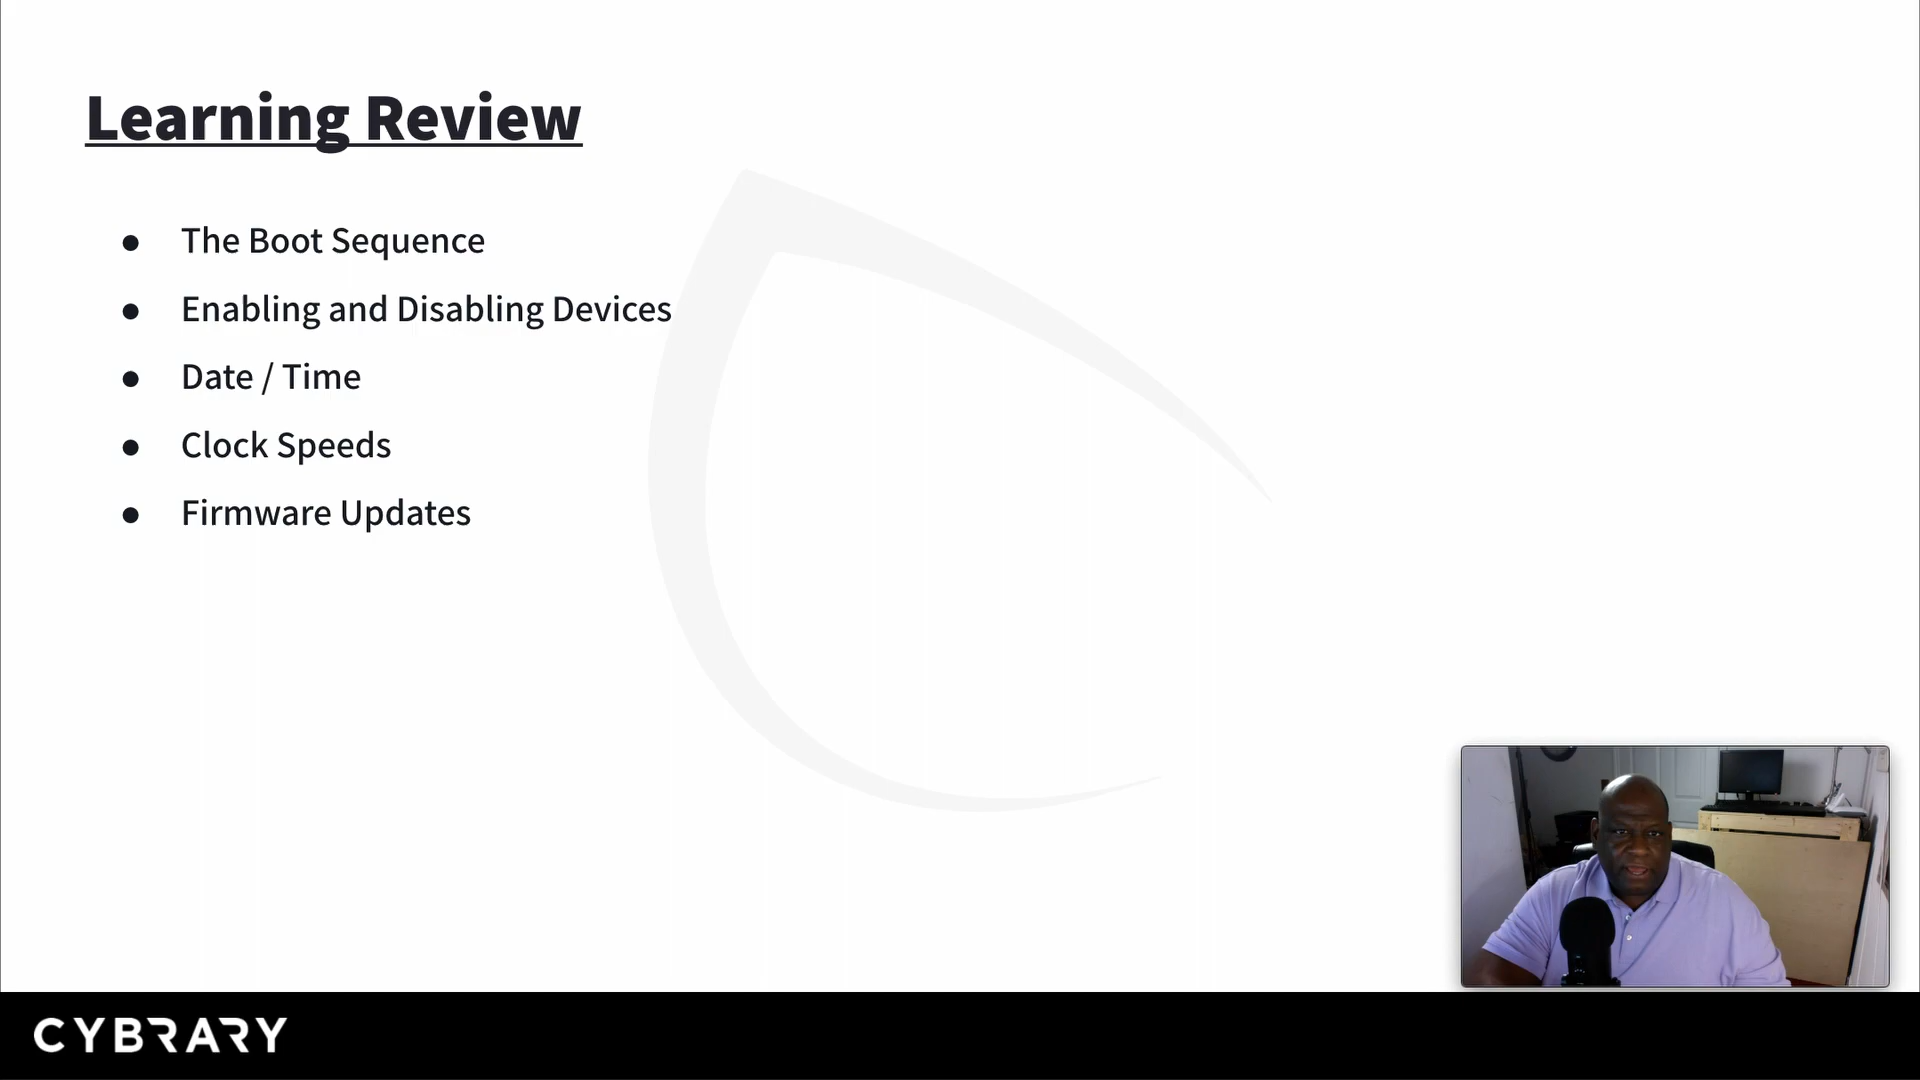 Learning Review
● The Boot Sequence
● Enabling and Disabling Devices
● Date / Time
● Clock Speeds
● Firmware Updates
CYBRARY